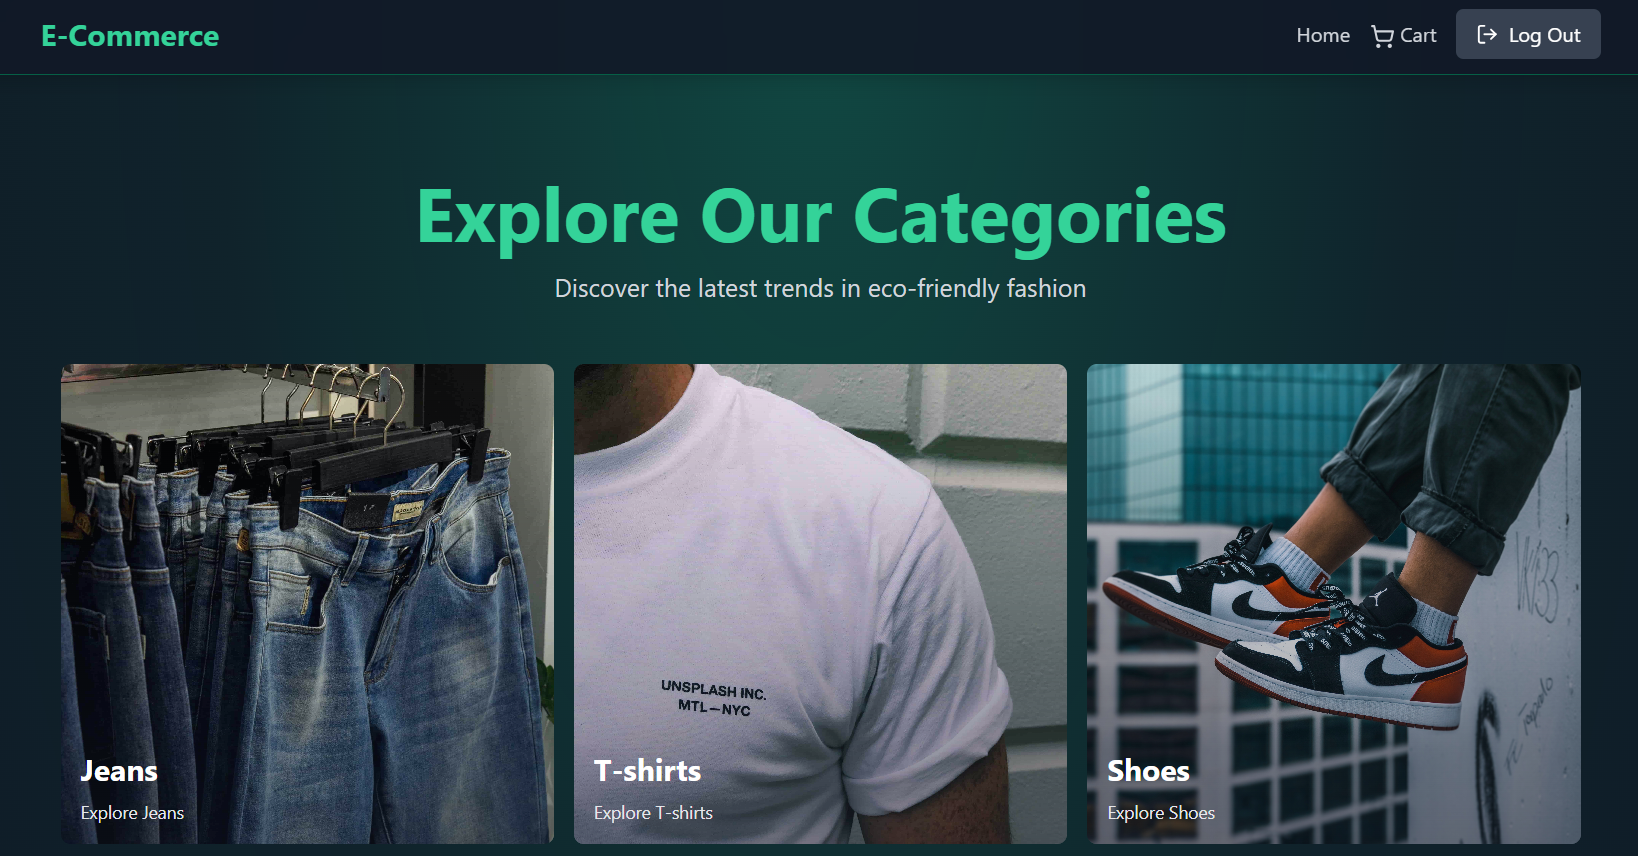 E-Commerce
Home
Cart
Log Out
Explore Our Categories
Discover the latest trends in eco-friendly fashion
UNSPLASH INC.
MTL—NYC
Jeans
Explore Jeans
T-shirts
Explore T-shirts
Shoes
Explore Shoes